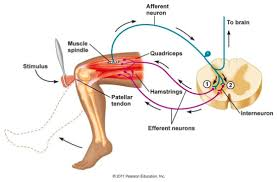 Afferent
neuron
To brain
Muscle
spindle
Quadriceps
Stimulus
1
2
Hamstrings
Patellar
tendon
Interneuron
Efferent neurons
© 2011 Pearson Education, Inc.